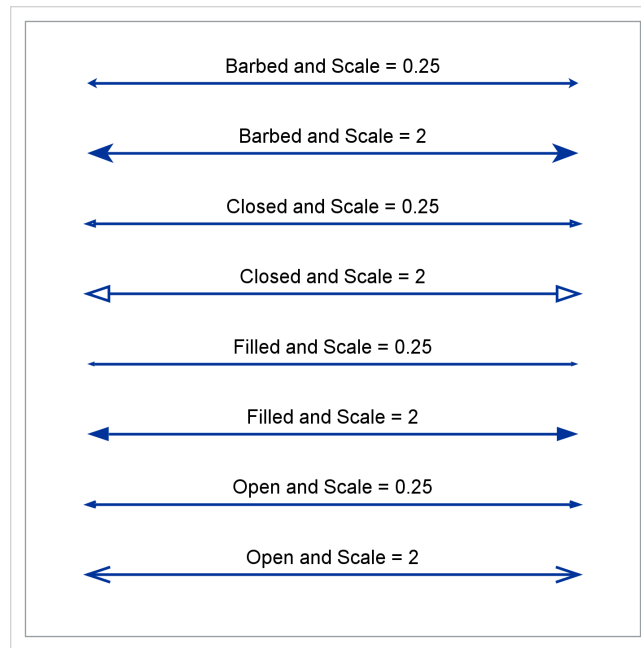 Barbed and Scale = 0.25
Barbed and Scale = 2
Closed and Scale = 0.25
Closed and Scale = 2
Filled and Scale = 0.25
Filled and Scale = 2
Open and Scale = 0.25
Open and Scale = 2